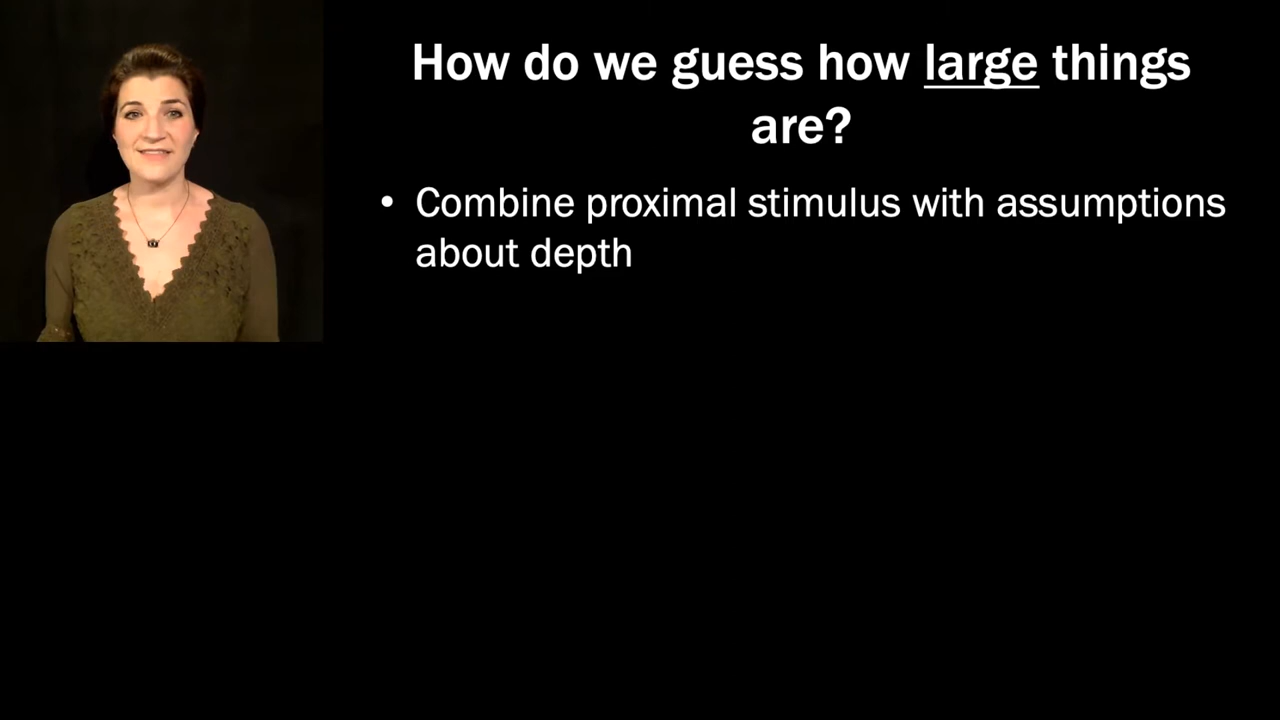 How do we guess how large things
are?
• Combine proximal stimulus with assumptions
about depth